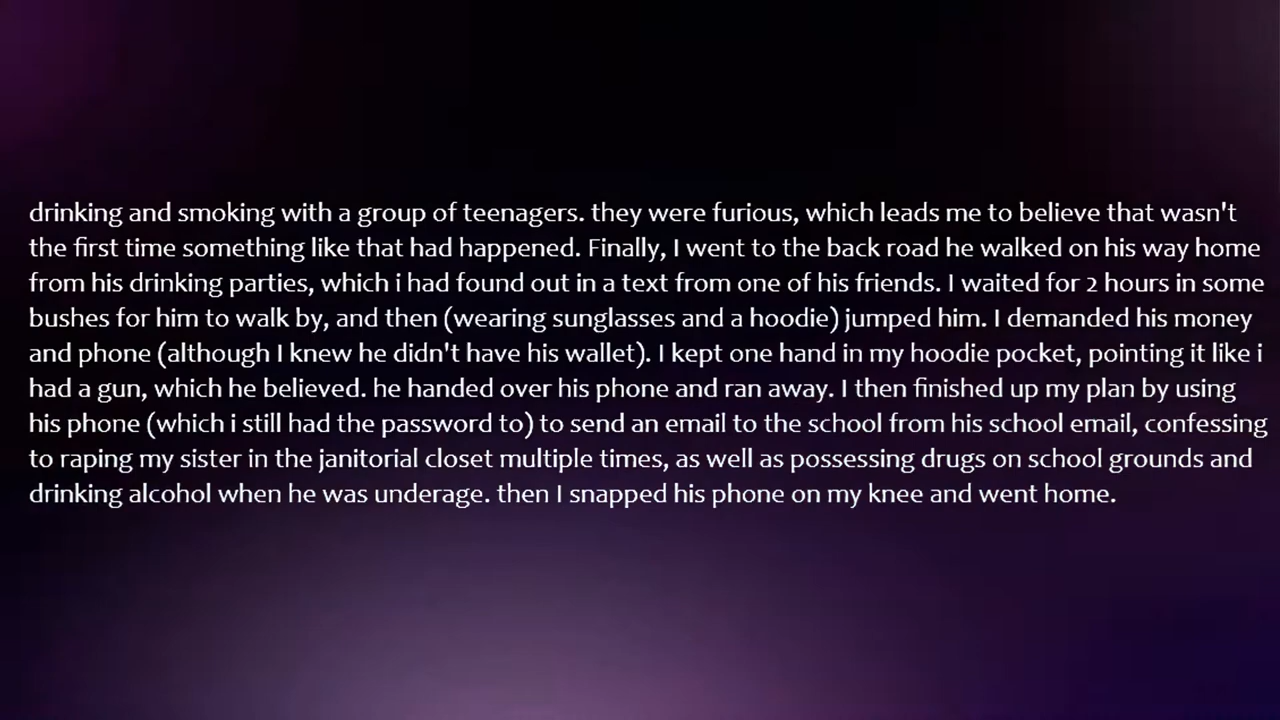 drinking and smoking with a group of teenagers. they were furious, which leads me to believe that wasn't
the first time something like that had happened. Finally, I went to the back road he walked on his way home
from his drinking parties, which i had found out in a text from one of his friends. I waited for 2 hours in some
bushes for him to walk by, and then (wearing sunglasses and a hoodie) jumped him. I demanded his money
and phone (although I knew he didn't have his wallet). I kept one hand in my hoodie pocket, pointing it like i
had a gun, which he believed. he handed over his phone and ran away. I then finished up my plan by using
his phone (which i still had the password to) to send an email to the school from his school email, confessing
to raping my sister in the janitorial closet multiple times, as well as possessing drugs on school grounds and
drinking alcohol when he was underage. then I snapped his phone on my knee and went home.